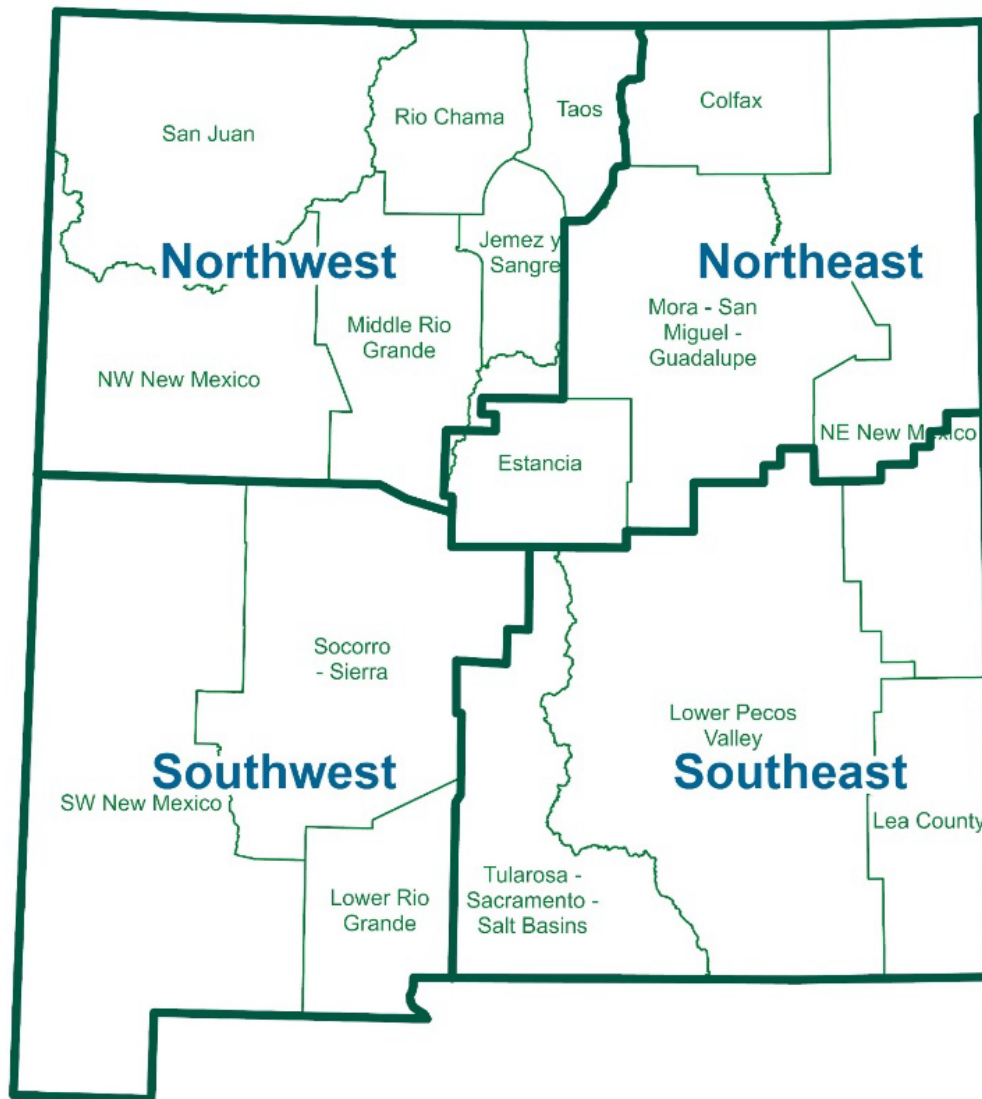 San Juan
Rio Chama
Taos
Colfax
Northwest
Jemez y
Sangre
Northeast
Middle Rio
Grande
Mora - San
Miguel -
Guadalupe
NW New Mexico
NE New Mexico
Estancia
Socorro
- Sierra
Lower Pecos
Valley
Southwest
Southeast
SW New Mexico
Lea County
Lower Rio
Grande
Tularosa -
Sacramento -
Salt Basins